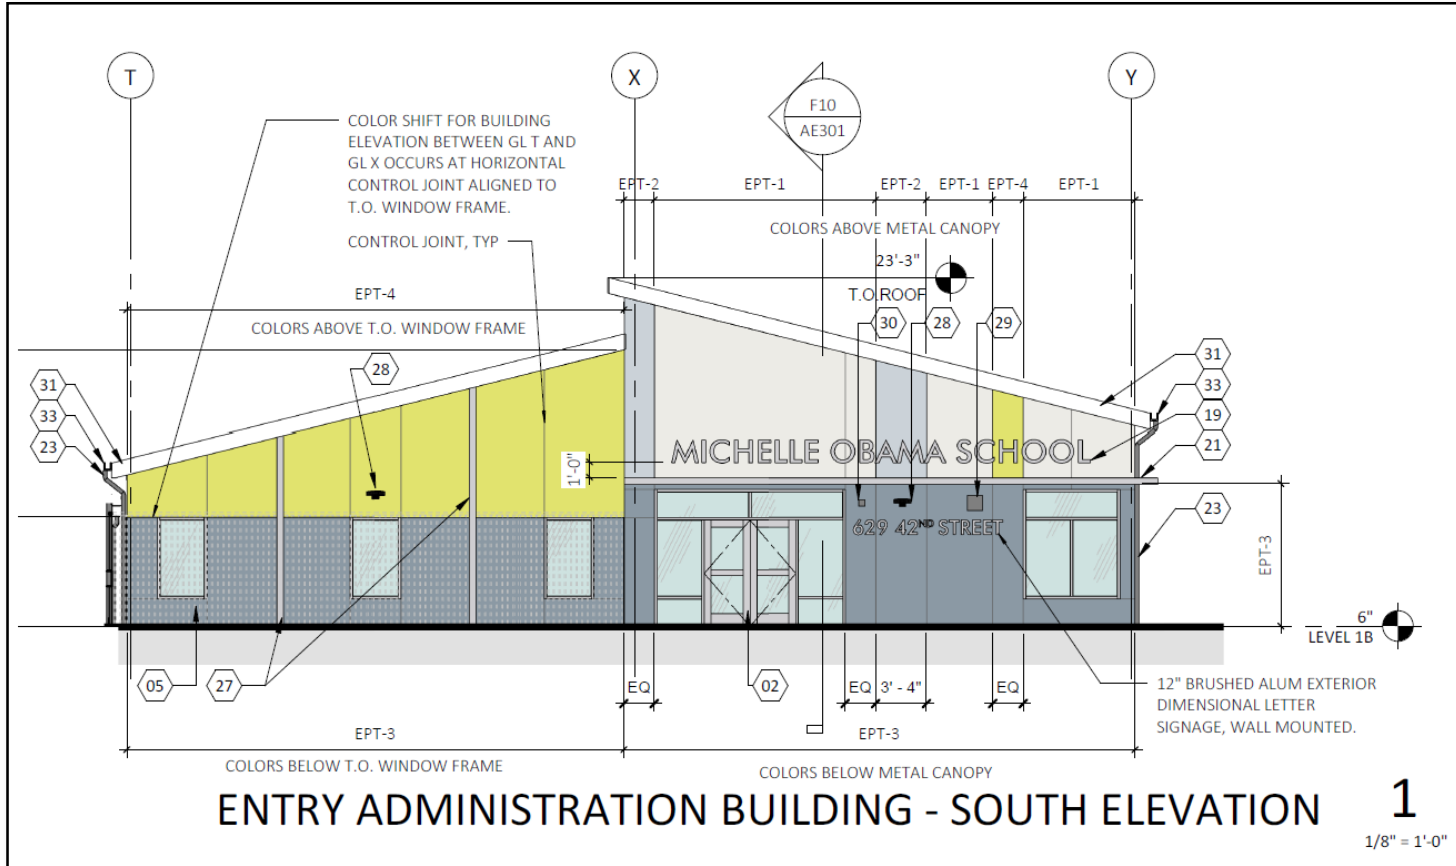 T
X
Y
F10
AE301
COLOR SHIFT FOR BUILDING
ELEVATION BETWEEN GL T AND
GL X OCCURS AT HORIZONTAL
CONTROL JOINT ALIGNED TO
T.O. WINDOW FRAME.
CONTROL JOINT, TYP
EPT-2
EPT-1
EPT-2
EPT-1
EPT-4
EPT-1
COLORS ABOVE METAL CANOPY
23'-3"
T.O.ROOF
EPT-4
COLORS ABOVE T.O. WINDOW FRAME
30
28
29
28
31
33
23
31
33
19
21
23
MICHELLE OBAMA SCHOOL
1'-0"
629 42ND STREET
EPT-3
6"
LEVEL 1B
05
27
02
EQ
EQ
3' - 4"
EQ
12" BRUSHED ALUM EXTERIOR
DIMENSIONAL LETTER
SIGNAGE, WALL MOUNTED.
EPT-3
EPT-3
COLORS BELOW T.O. WINDOW FRAME
COLORS BELOW METAL CANOPY
ENTRY ADMINISTRATION BUILDING - SOUTH ELEVATION
1
1/8" = 1'-0"